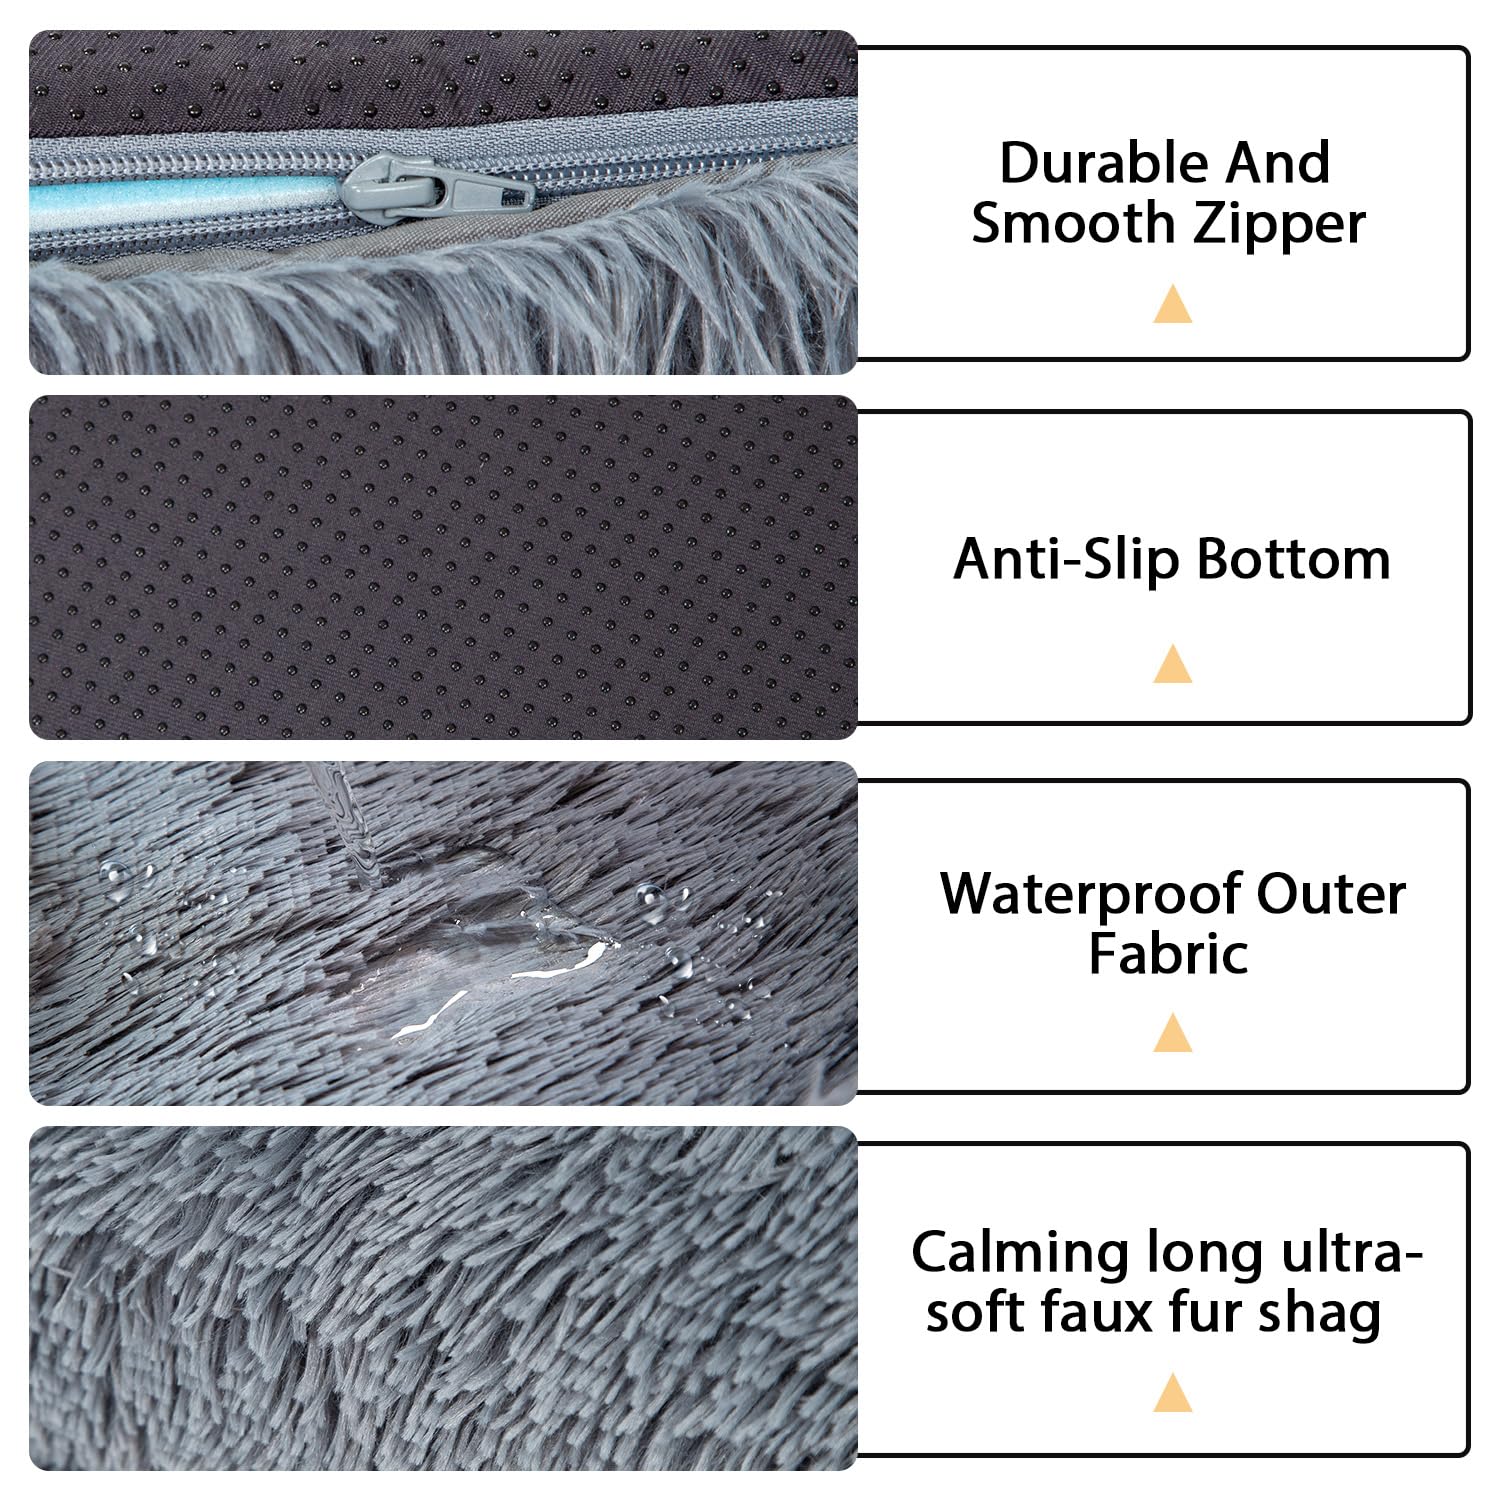 Durable And
Smooth Zipper
Anti-Slip Bottom
Waterproof Outer
Fabric
Calming long ultra-
soft faux fur shag